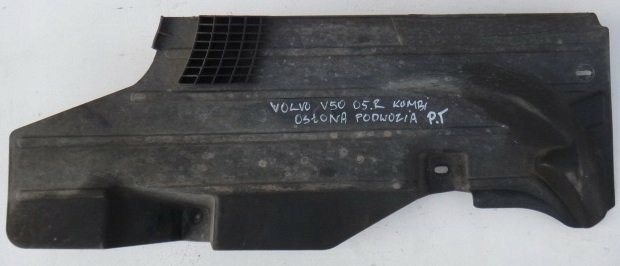 VOLVO V50 05.R KOMBI
OSŁONA PODWOZIA P.T